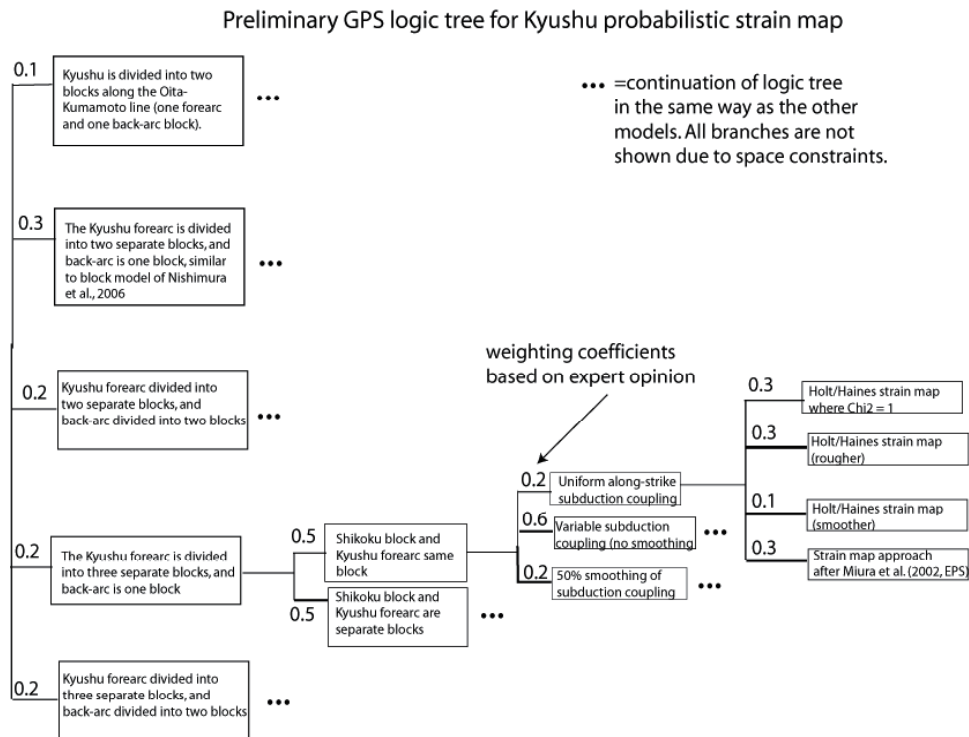 Preliminary GPS logic tree for Kyushu probabilistic strain map
0.1
Kyushu is divided into two
blocks along the Oita-
Kumamoto line (one forearc
and one back-arc block).
•••
••• =continuation of logic tree
in the same way as the other
models. All branches are not
shown due to space constraints.
0.3
The Kyushu forearc is divided
into two separate blocks, and
back-arc is one block, similar
to block model of Nishimura
et al., 2006
•••
0.2
Kyushu forearc divided into
two separate blocks, and
back-arc divided into two blocks
•••
weighting coefficients
based on expert opinion
0.2
The Kyushu forearc is divided
into three separate blocks, and
back-arc is one block
0.5
Shikoku block and
Kyushu forearc same
block
0.5
Shikoku block and
Kyushu forearc are
separate blocks
•••
0.2
Uniform along-strike
subduction coupling
0.6
Variable subduction
coupling (no smoothing
•••
0.2
50% smoothing of
subduction coupling
•••
0.3
Holt/Haines strain map
where Chi2 = 1
0.3
Holt/Haines strain map
(rougher)
0.1
Holt/Haines strain map
(smoother)
0.3
Strain map approach
after Miura et al. (2002, EPS)
0.2
Kyushu forearc divided into
three separate blocks, and
back-arc divided into two blocks
•••